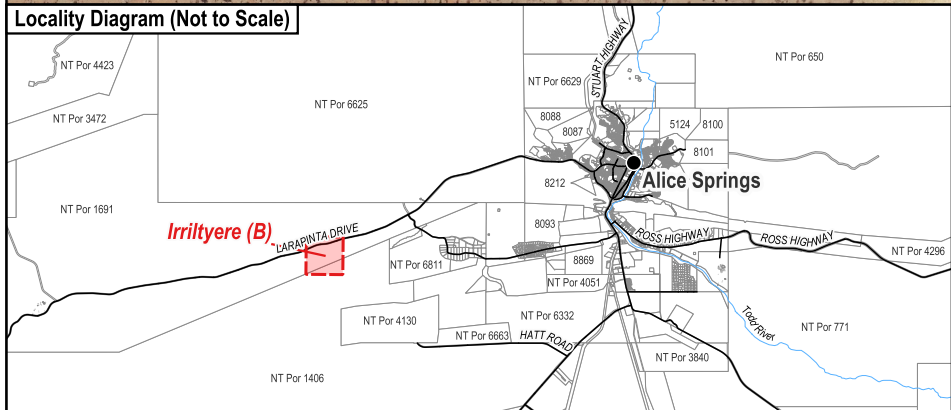 Locality Diagram (Not to Scale)
NT Por 4423
NT Por 3472
NT Por 1691
NT Por 6625
NT Por 6629
STUART HIGHWAY
NT Por 650
8088
8087
5124
8100
8101
Alice Springs
8212
8093
Irriltyere (B)
LARAPINTA DRIVE
ROSS HIGHWAY
ROSS HIGHWAY
NT Por 4296
NT Por 6811
8869
NT Por 4051
NT Por 4130
NT Por 6332
NT Por 6663
HATT ROAD
Todd River
NT Por 771
NT Por 3840
NT Por 1406